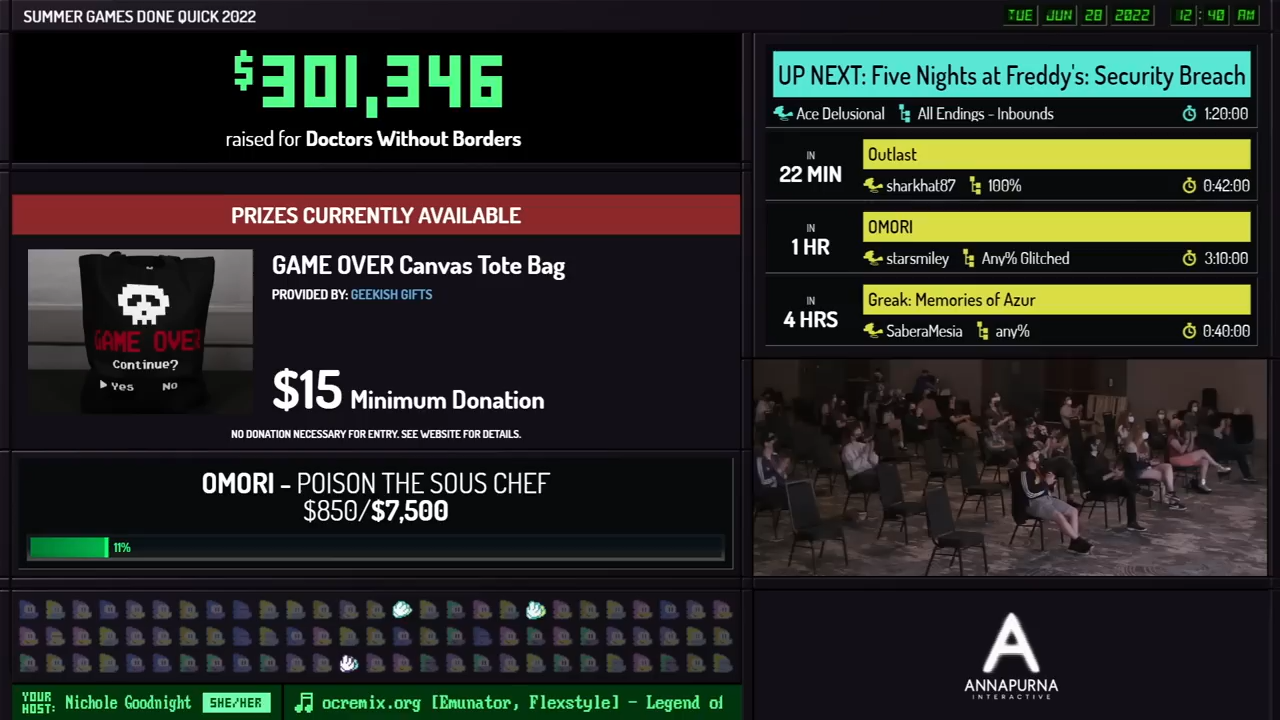 SUMMER GAMES DONE QUICK 2022
TUE JUN 28 2022 12:40 AM
$301,346
raised for Doctors Without Borders
PRIZES CURRENTLY AVAILABLE
GAME OVER
Continue?
Yes No
GAME OVER Canvas Tote Bag
PROVIDED BY: GEEKISH GIFTS
$15 Minimum Donation
NO DONATION NECESSARY FOR ENTRY. SEE WEBSITE FOR DETAILS.
OMORI - POISON THE SOUS CHEF
$850/$7,500
11%
YOUR HOST: Nichole Goodnight SHE/HER
ocremix.org [Emunator, Flexstyle] - Legend of
UP NEXT: Five Nights at Freddy's: Security Breach
Ace Delusional All Endings - Inbounds 1:20:00
IN 22 MIN
Outlast
sharkhat87 100% 0:42:00
IN 1 HR
OMORI
starsmiley Any% Glitched 3:10:00
IN 4 HRS
Greak: Memories of Azur
SaberaMesia any% 0:40:00
A
ANNAPURNA
INTERACTIVE